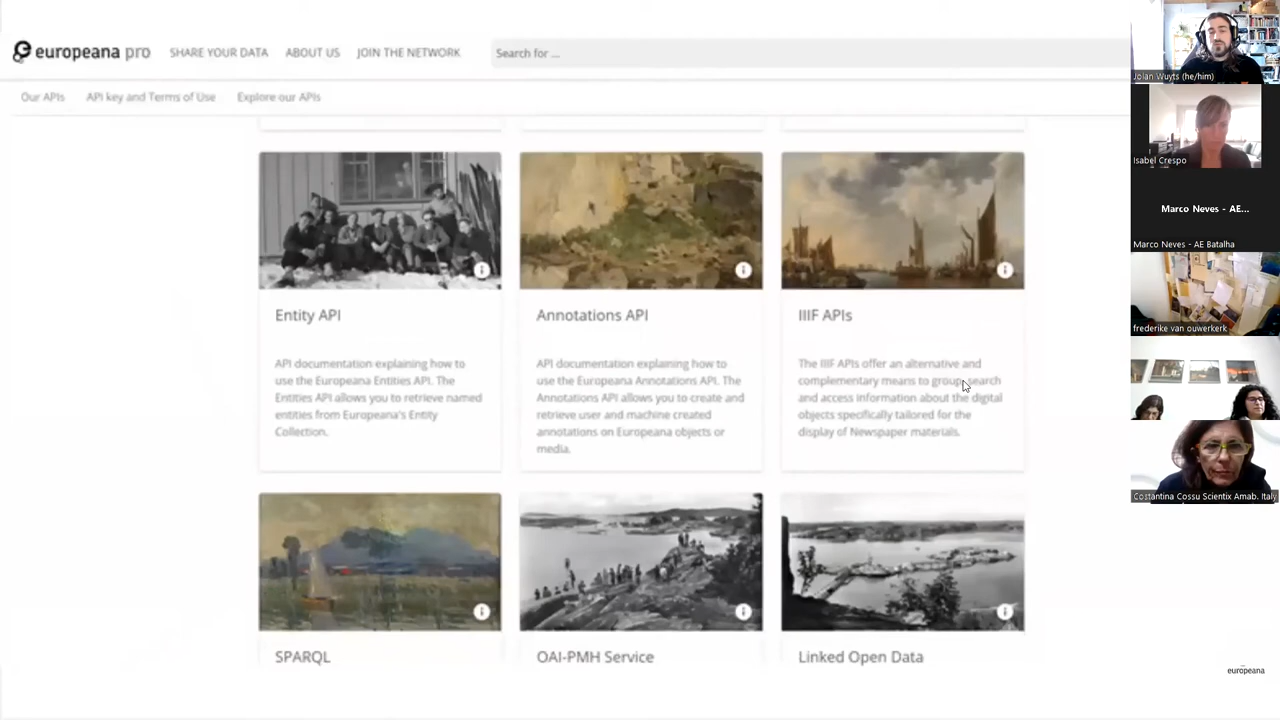 europeana pro SHARE YOUR DATA ABOUT US JOIN THE NETWORK Search for ...
Our APIs API key and Terms of Use Explore our APIs
Entity API
API documentation explaining how to
use the Europeana Entities API. The
Entities API allows you to retrieve named
entities from Europeana's Entity
Collection.
Annotations API
API documentation explaining how to
use the Europeana Annotations API. The
Annotations API allows you to create and
retrieve user and machine created
annotations on Europeana objects or
media.
IIIF APIs
The IIIF APIs offer an alternative and
complementary means to group, search
and access information about the digital
objects specifically tailored for the
display of Newspaper materials.
SPARQL
OAI-PMH Service
Linked Open Data
Jolan Wuyts (he/him)
Isabel Crespo
Marco Neves - AE...
Marco Neves - AE Batalha
frederike van ouwerkerk
Costantina Cossu Scientix Amab. Italy
europeana